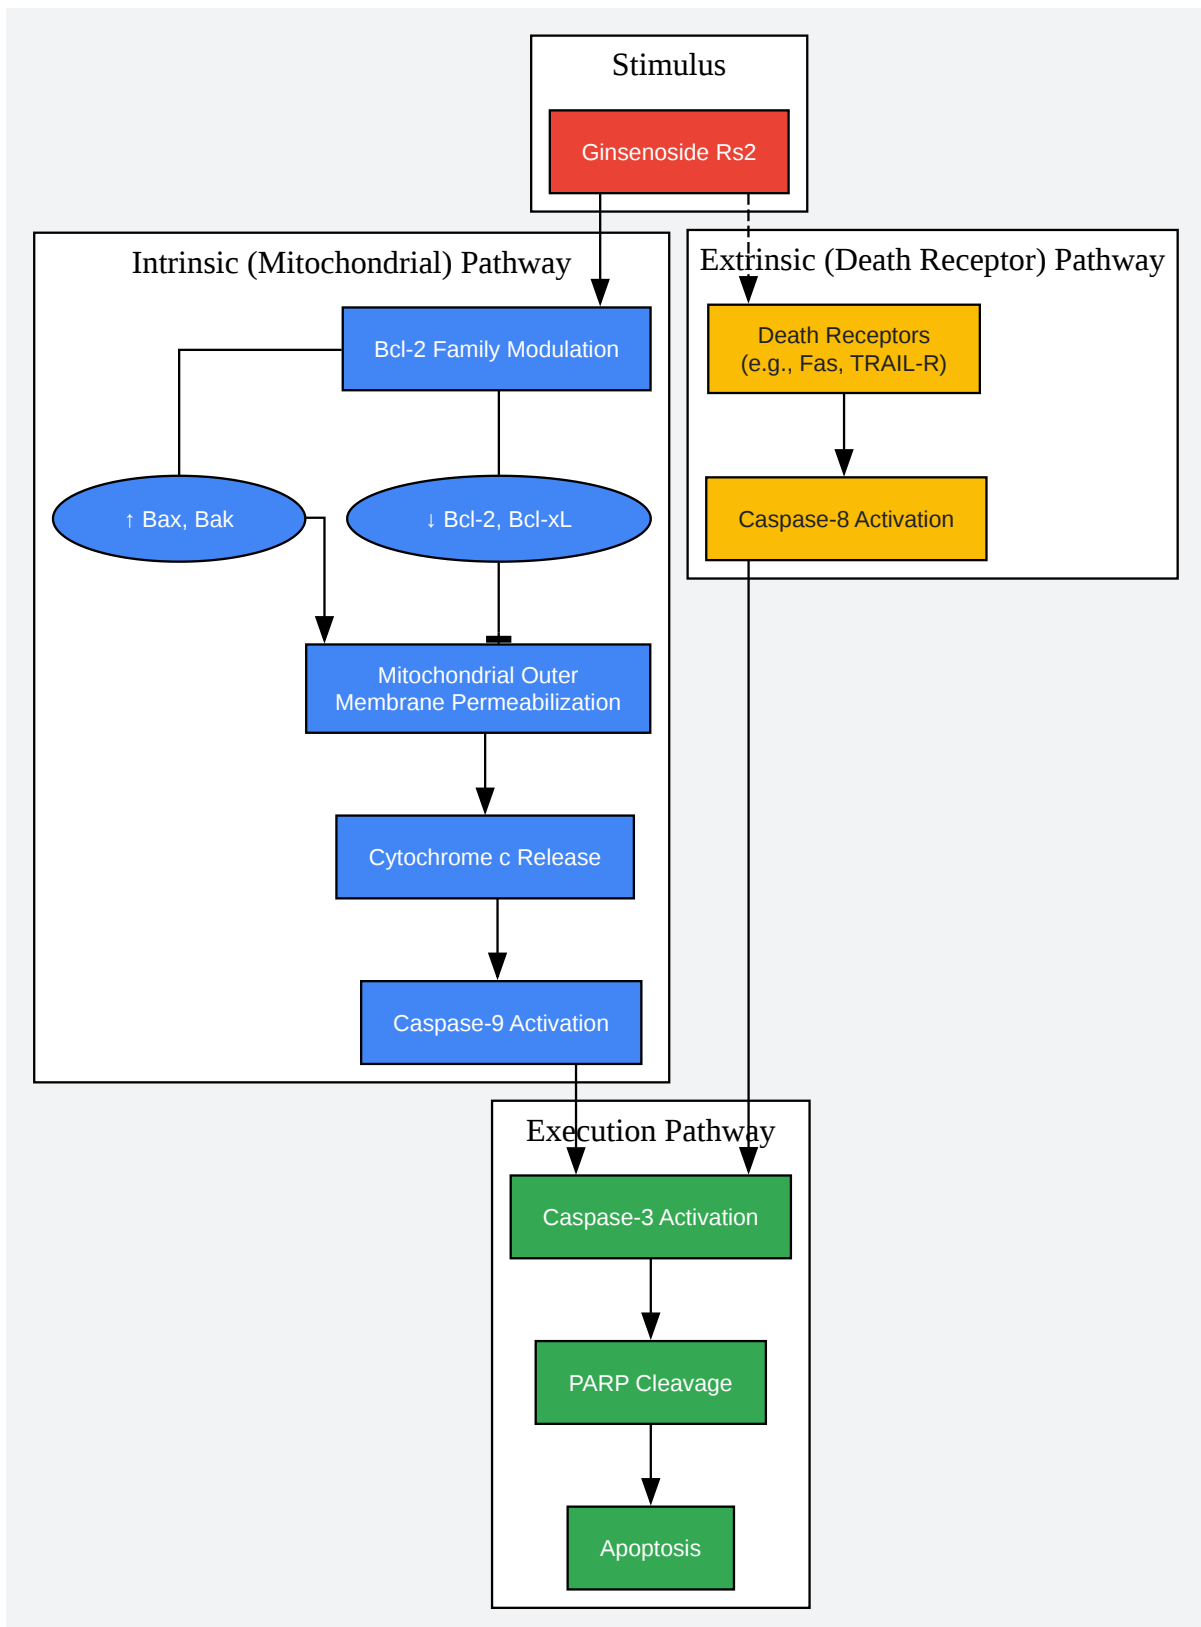 Stimulus
Ginsenoside Rs2
Intrinsic (Mitochondrial) Pathway
Bcl-2 Family Modulation
↑ Bax, Bak
↓ Bcl-2, Bcl-xL
Mitochondrial Outer
Membrane Permeabilization
Cytochrome c Release
Caspase-9 Activation
Extrinsic (Death Receptor) Pathway
Death Receptors
(e.g., Fas, TRAIL-R)
Caspase-8 Activation
Execution Pathway
Caspase-3 Activation
PARP Cleavage
Apoptosis